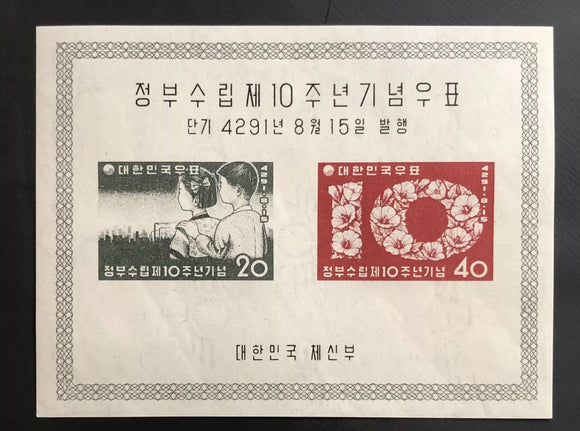 정부수립제10주년기념우표
단기 4291년 8월 15일 발행
대한민국우표
4291.8.15
정부수립제10주년기념
20
대한민국우표
4291.8.15
정부수립제10주년기념
40
대한민국 체신부